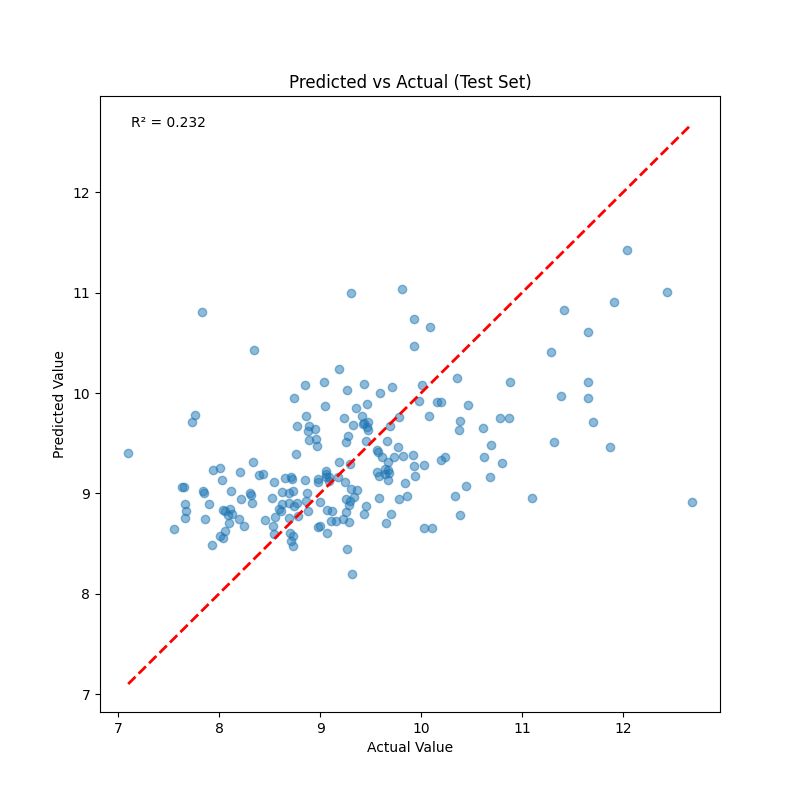 Predicted vs Actual (Test Set)
R² = 0.232
Predicted Value
12
11
10
9
8
7
7 8 9 10 11 12
Actual Value